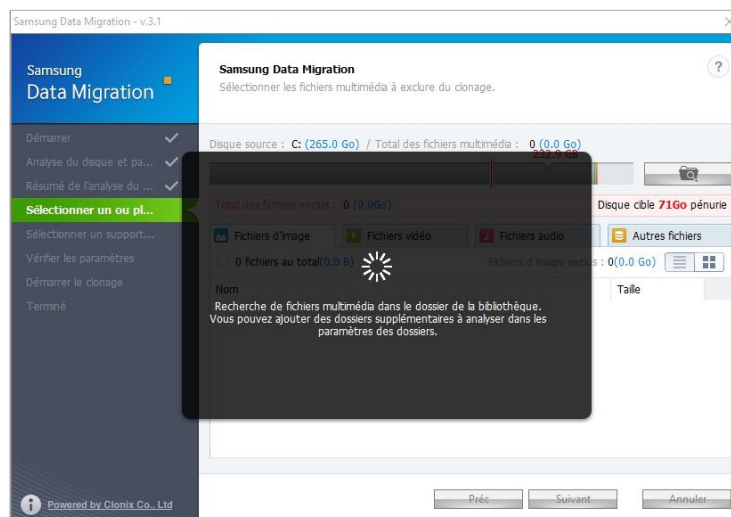 Samsung Data Migration - v.3.1
Samsung
Data Migration
Samsung Data Migration
Sélectionner les fichiers multimédia à exclure du clonage.
?
Démarrer
Analyse du disque et pa...
Résumé de l'analyse du ...
Sélectionner un ou pl...
Sélectionner un support...
Vérifier les paramètres
Démarrer le clonage
Terminé
Disque source : C: (265.0 Go) / Total des fichiers multimédia : 0 (0.0 Go)
232.9 GB
Total des fichiers exclus : 0 (0.0Go)
Disque cible 71Go pénurie
Fichiers d'image
Fichiers vidéo
Fichiers audio
Autres fichiers
0 fichiers au total(0.0 B)
Fichiers d'image exclus : 0(0.0 Go)
Nom
Taille
Recherche de fichiers multimédia dans le dossier de la bibliothèque.
Vous pouvez ajouter des dossiers supplémentaires à analyser dans les
paramètres des dossiers.
Powered by Clonix Co., Ltd
Préc
Suivant
Annuler